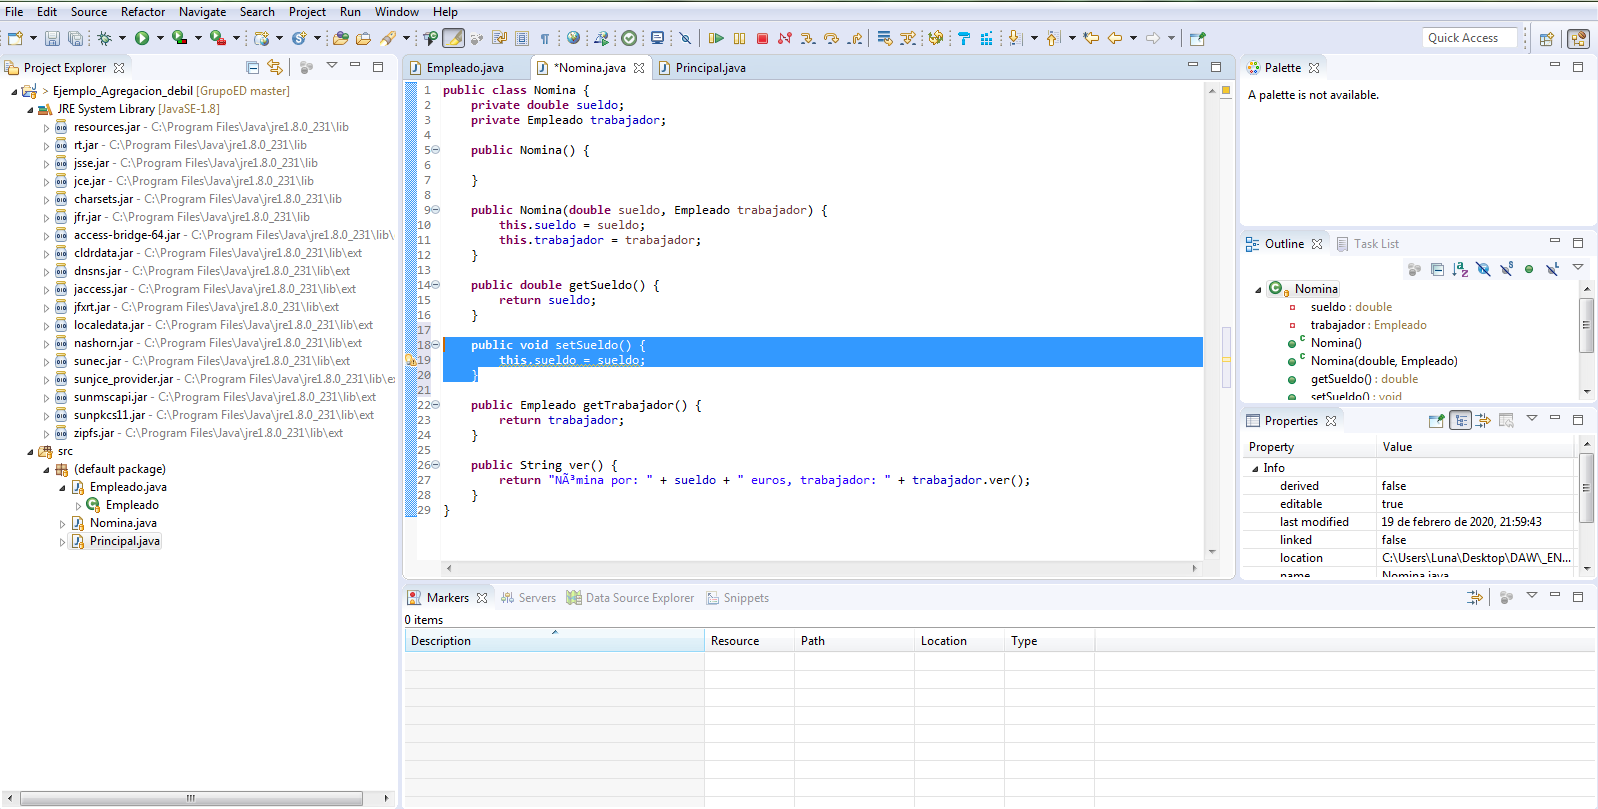 File Edit Source Refactor Navigate Search Project Run Window Help
Quick Access
Project Explorer
> Ejemplo_Agregacion_debil [GrupoED master]
JRE System Library [JavaSE-1.8]
resources.jar - C:\Program Files\Java\jre1.8.0_231\lib
rt.jar - C:\Program Files\Java\jre1.8.0_231\lib
jsse.jar - C:\Program Files\Java\jre1.8.0_231\lib
jce.jar - C:\Program Files\Java\jre1.8.0_231\lib
charsets.jar - C:\Program Files\Java\jre1.8.0_231\lib
jfr.jar - C:\Program Files\Java\jre1.8.0_231\lib
access-bridge-64.jar - C:\Program Files\Java\jre1.8.0_231\lib\
cldrdata.jar - C:\Program Files\Java\jre1.8.0_231\lib\ext
dnsns.jar - C:\Program Files\Java\jre1.8.0_231\lib\ext
jaccess.jar - C:\Program Files\Java\jre1.8.0_231\lib\ext
jfxrt.jar - C:\Program Files\Java\jre1.8.0_231\lib\ext
localedata.jar - C:\Program Files\Java\jre1.8.0_231\lib\ext
nashorn.jar - C:\Program Files\Java\jre1.8.0_231\lib\ext
sunec.jar - C:\Program Files\Java\jre1.8.0_231\lib\ext
sunjce_provider.jar - C:\Program Files\Java\jre1.8.0_231\lib\e
sunmscapi.jar - C:\Program Files\Java\jre1.8.0_231\lib\ext
sunpkcs11.jar - C:\Program Files\Java\jre1.8.0_231\lib\ext
zipfs.jar - C:\Program Files\Java\jre1.8.0_231\lib\ext
src
(default package)
Empleado.java
Empleado
Nomina.java
Principal.java
Empleado.java *Nomina.java Principal.java
1 public class Nomina {
2 private double sueldo;
3 private Empleado trabajador;
4
5 public Nomina() {
6
7 }
8
9 public Nomina(double sueldo, Empleado trabajador) {
10 this.sueldo = sueldo;
11 this.trabajador = trabajador;
12 }
13
14 public double getSueldo() {
15 return sueldo;
16 }
17
18 public void setSueldo() {
19 this.sueldo = sueldo;
20 }
21
22 public Empleado getTrabajador() {
23 return trabajador;
24 }
25
26 public String ver() {
27 return "NÃ³mina por: " + sueldo + " euros, trabajador: " + trabajador.ver();
28 }
29 }
Palette
A palette is not available.
Outline Task List
Nomina
sueldo : double
trabajador : Empleado
Nomina()
Nomina(double, Empleado)
getSueldo() : double
setSueldo() : void
Properties
Property Value
Info
derived false
editable true
last modified 19 de febrero de 2020, 21:59:43
linked false
location C:\Users\Luna\Desktop\DAW\_EN...
name Nomina.java
Markers Servers Data Source Explorer Snippets
0 items
Description Resource Path Location Type